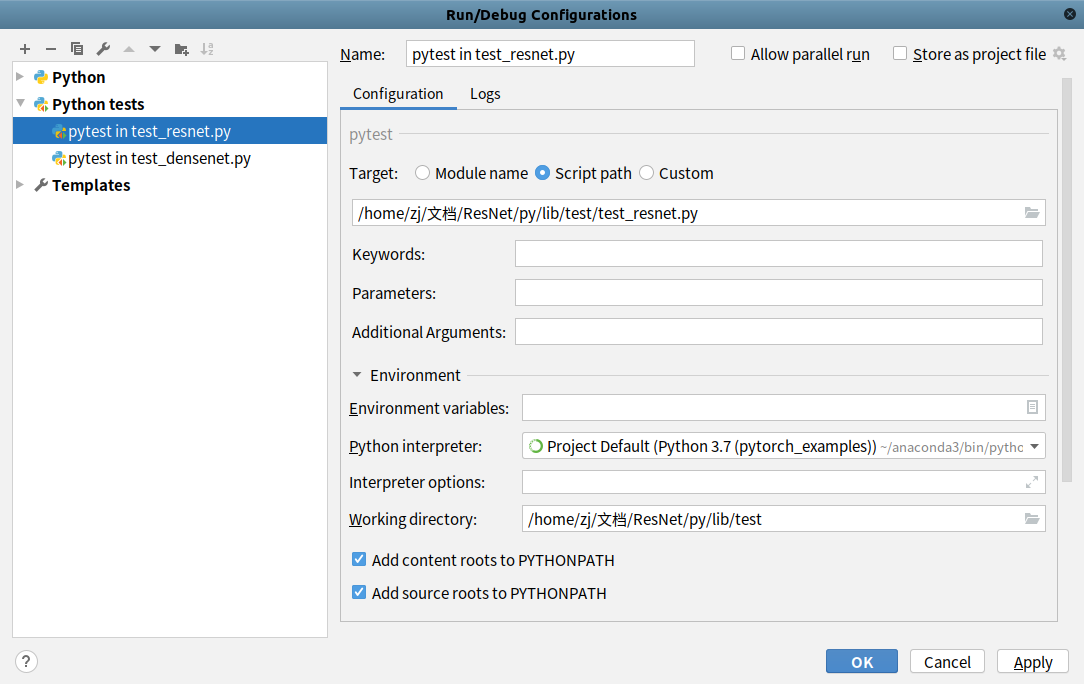 Run/Debug Configurations
Python
Python tests
pytest in test_resnet.py
pytest in test_densenet.py
Templates
Name: pytest in test_resnet.py Allow parallel run Store as project file
Configuration Logs
pytest
Target: Module name Script path Custom
/home/zj/文档/ResNet/py/lib/test/test_resnet.py
Keywords:
Parameters:
Additional Arguments:
Environment
Environment variables:
Python interpreter: Project Default (Python 3.7 (pytorch_examples)) ~/anaconda3/bin/pytho
Interpreter options:
Working directory: /home/zj/文档/ResNet/py/lib/test
Add content roots to PYTHONPATH
Add source roots to PYTHONPATH
? OK Cancel Apply